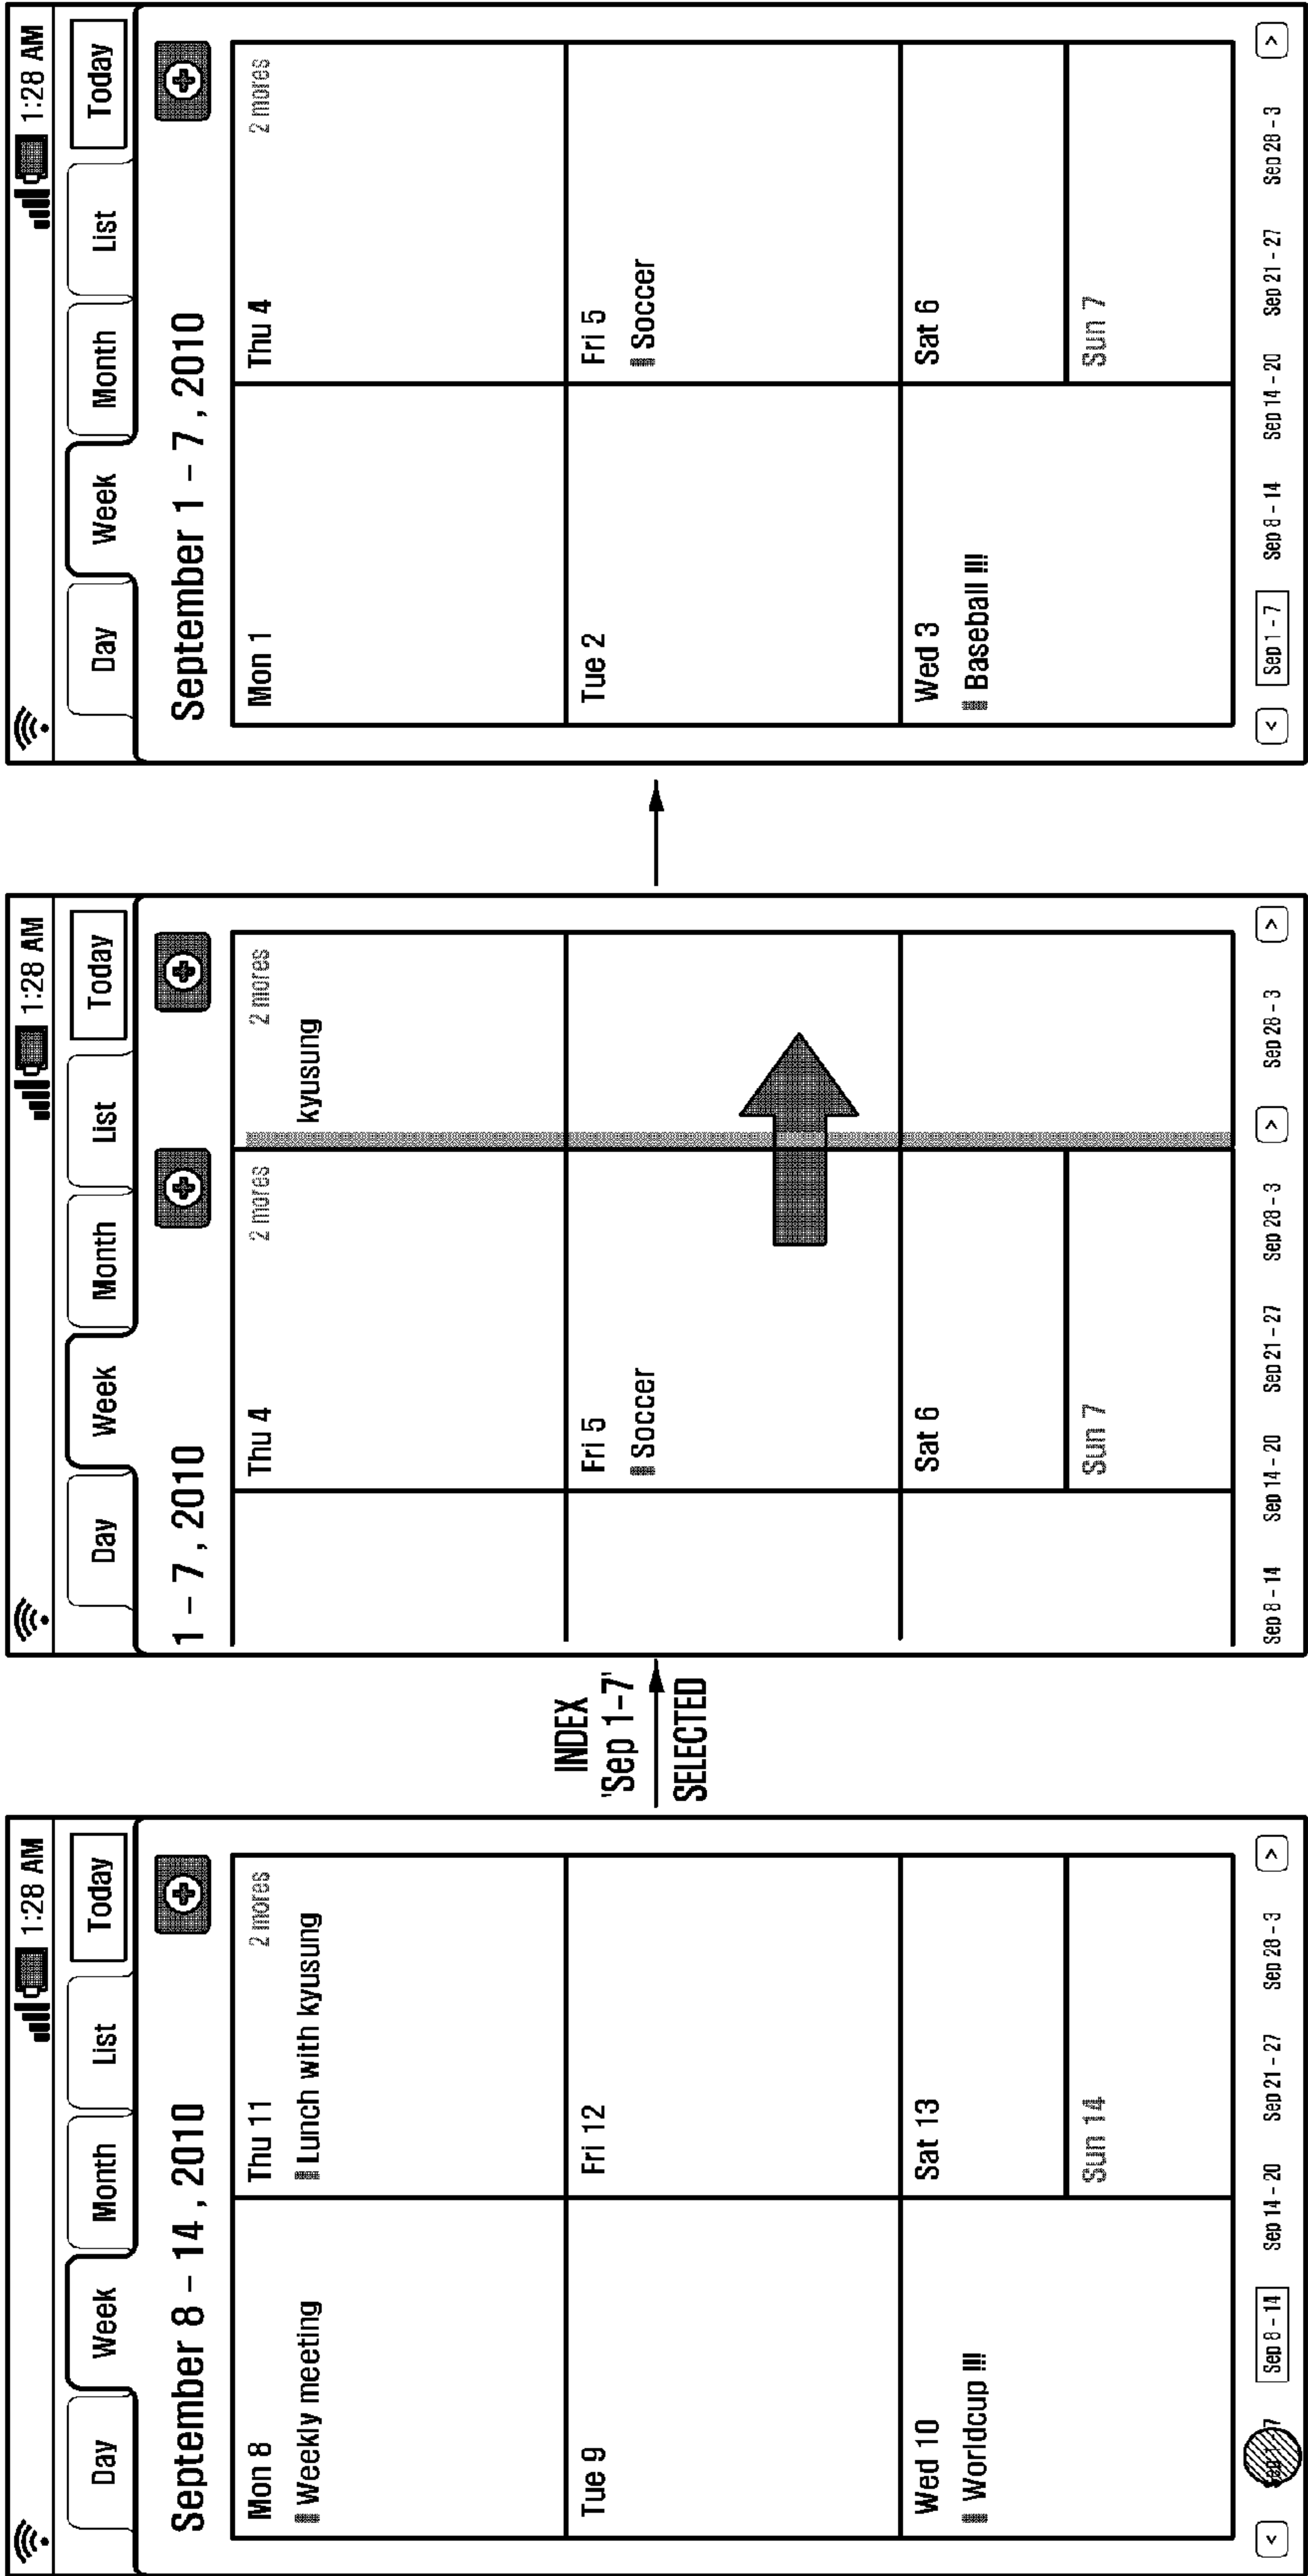 1:28 AM
Day Week Month List Today
September 8 – 14, 2010
Mon 8
Weekly meeting
Thu 11 2 mores
Lunch with kyusung
Tue 9
Fri 12
Wed 10
Worldcup !!!
Sat 13
Sun 14
< 7 Sep 8 – 14 Sep 14 – 20 Sep 21 – 27 Sep 28 – 3 >
INDEX
'Sep 1–7'
SELECTED
1:28 AM
Day Week Month List Today
1 – 7, 2010
Thu 4 2 mores
2 mores
kyusung
Fri 5
Soccer
Sat 6
Sun 7
Sep 8 – 14 Sep 14 – 20 Sep 21 – 27 Sep 28 – 3 > Sep 28 – 3 >
1:28 AM
Day Week Month List Today
September 1 – 7, 2010
Mon 1
Thu 4 2 mores
Tue 2
Fri 5
Soccer
Wed 3
Baseball !!!
Sat 6
Sun 7
< Sep 1 – 7 Sep 8 – 14 Sep 14 – 20 Sep 21 – 27 Sep 28 – 3 >